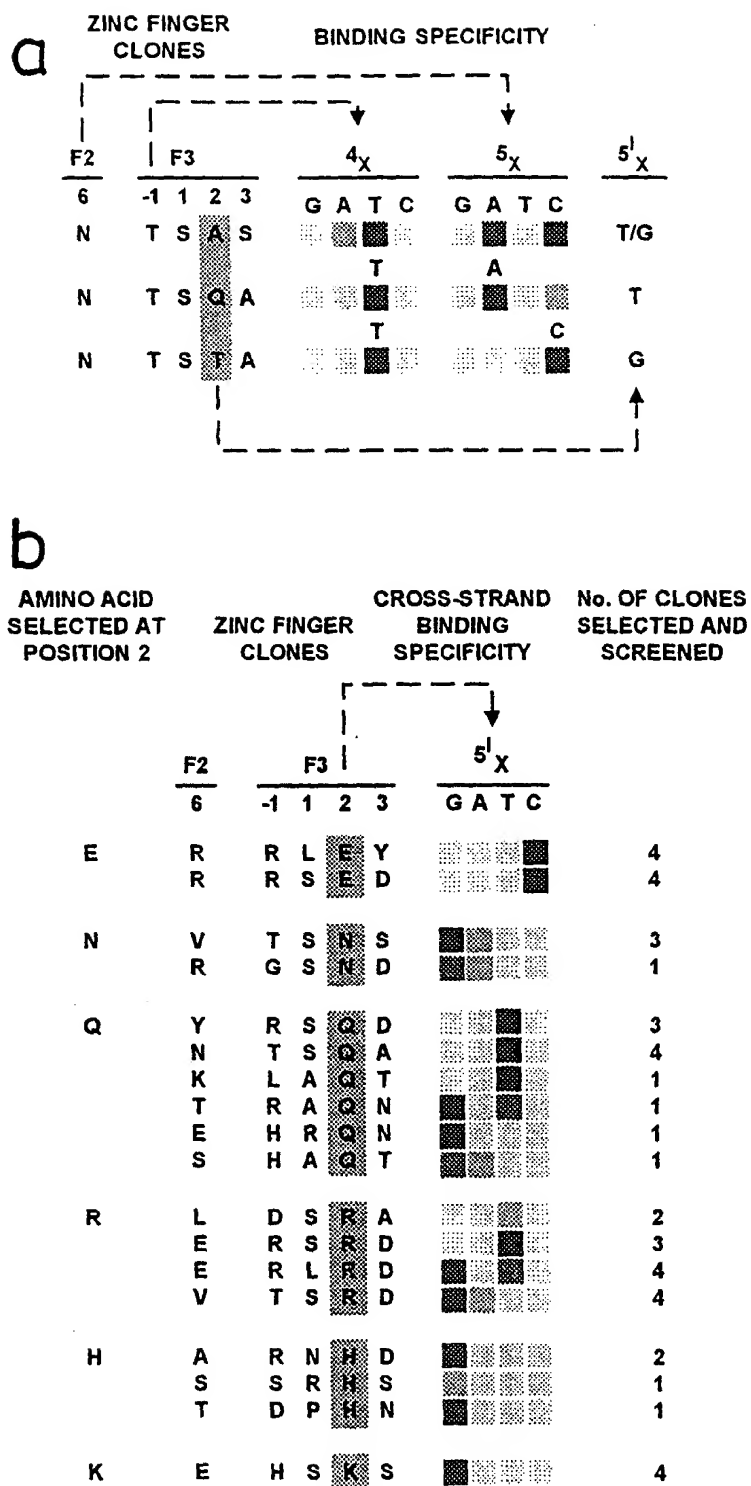 a
ZINC FINGER CLONES
BINDING SPECIFICITY
F2 F3 4X 5X 5'X
6 -1 1 2 3 G A T C G A T C
N T S A S T/G
T A
N T S Q A T
T C
N T S T A G
b
AMINO ACID SELECTED AT POSITION 2
ZINC FINGER CLONES
CROSS-STRAND BINDING SPECIFICITY
No. OF CLONES SELECTED AND SCREENED
F2 F3 5'X
6 -1 1 2 3 G A T C
E R R L E Y 4
R R S E D 4
N V T S N S 3
R G S N D 1
Q Y R S Q D 3
N T S Q A 4
K L A Q T 1
T R A Q N 1
E H R Q N 1
S H A Q T 1
R L D S R A 2
E R S R D 3
E R L R D 4
V T S R D 4
H A R N H D 2
S S R H S 1
T D P H N 1
K E H S K S 4